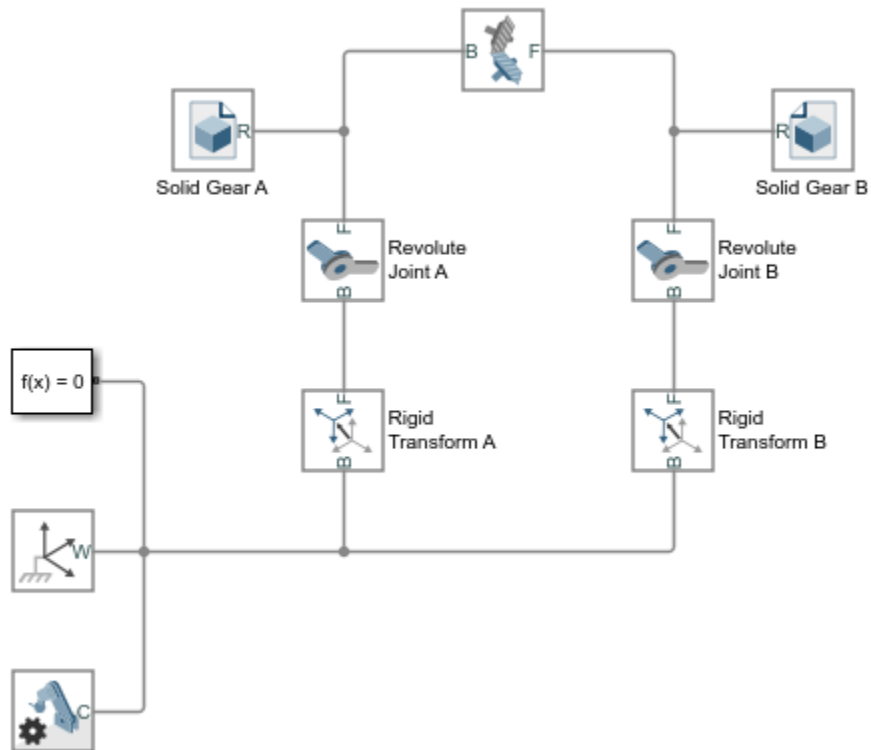 B
F
R
R
Solid Gear A
Solid Gear B
F
F
Revolute
Joint A
Revolute
Joint B
B
B
f(x) = 0
F
F
Rigid
Transform A
Rigid
Transform B
B
B
W
C